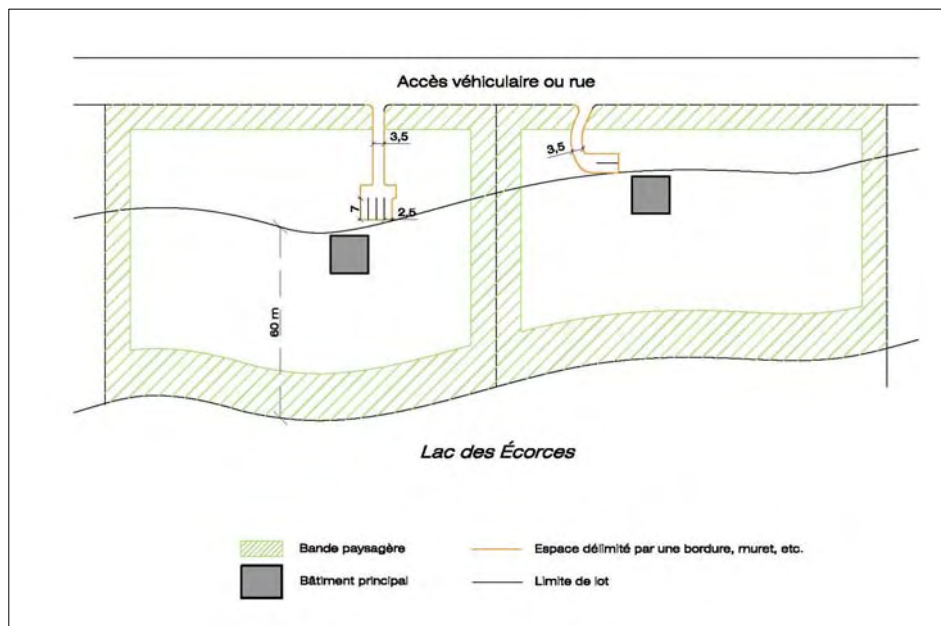 Accès véhiculaire ou rue
3,5
3,5
7
2,5
60 m
Lac des Écorces
Bande paysagère
Espace délimité par une bordure, muret, etc.
Bâtiment principal
Limite de lot